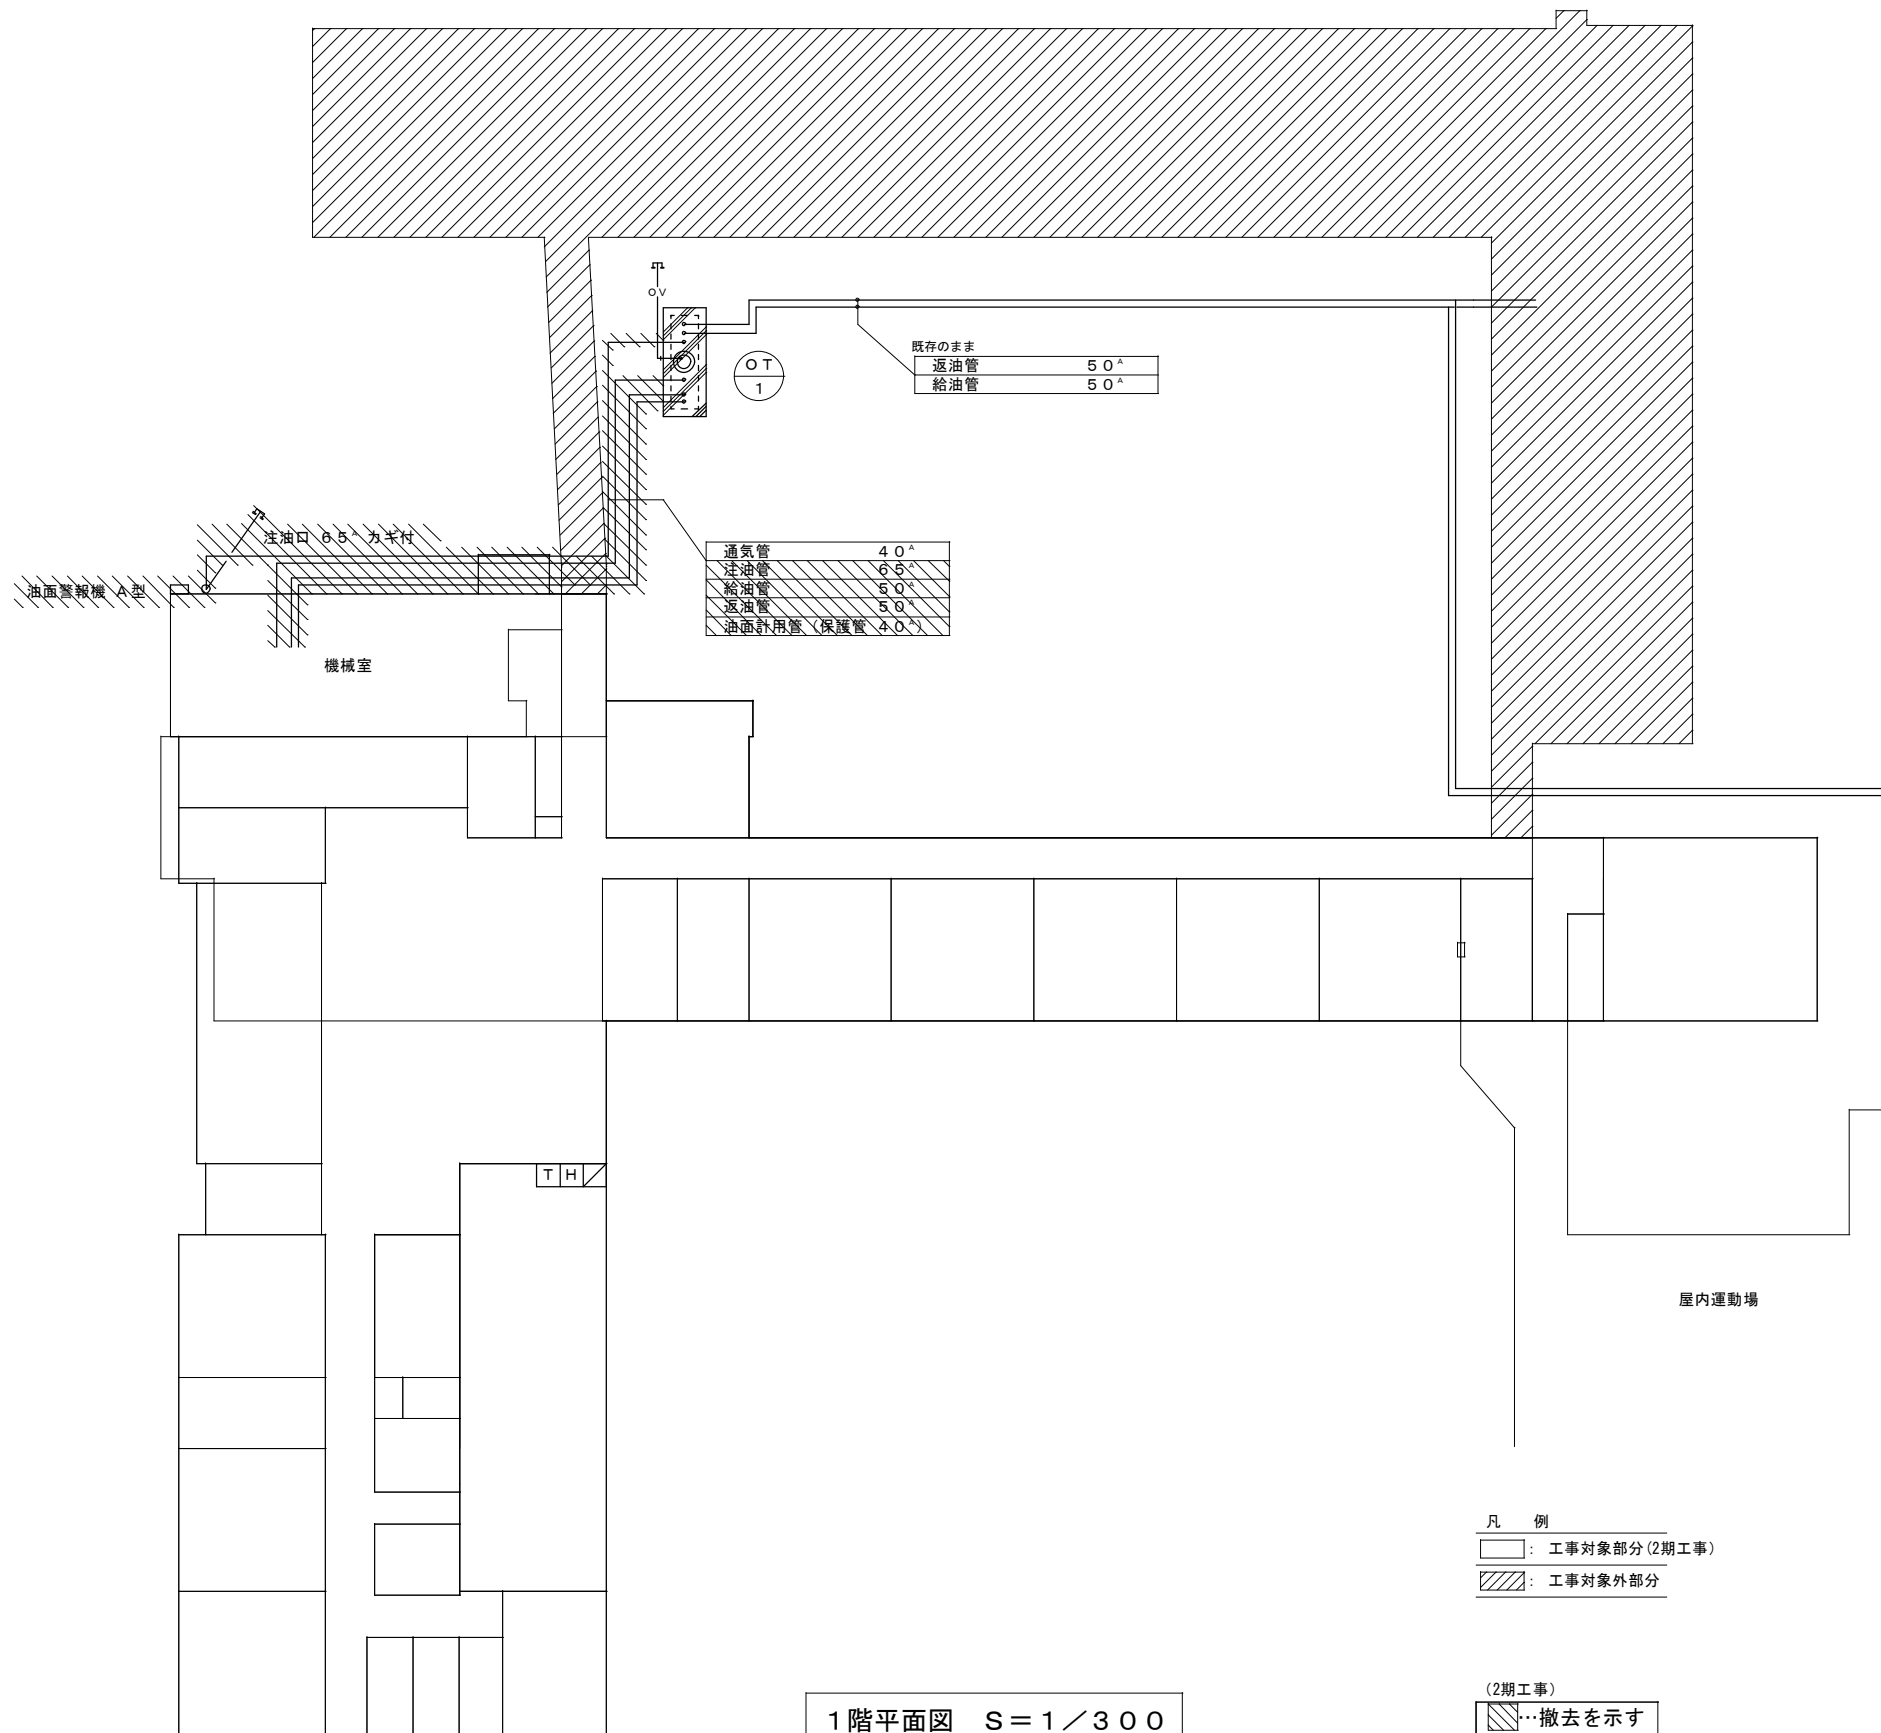 ＯＶ
ＯＴ
１
既存のまま
返油管 ５０ᴬ
給油管 ５０ᴬ
注油口 ６５ᴬ カギ付
油面警報機 Ａ型
通気管 ４０ᴬ
注油管 ６５ᴬ
給油管 ５０ᴬ
返油管 ５０ᴬ
油面計用管（保護管 ４０ᴬ）
機械室
Ｔ Ｈ
屋内運動場
凡　例
： 工事対象部分(2期工事)
： 工事対象外部分
(2期工事)
…撤去を示す
１階平面図　Ｓ＝１／３００